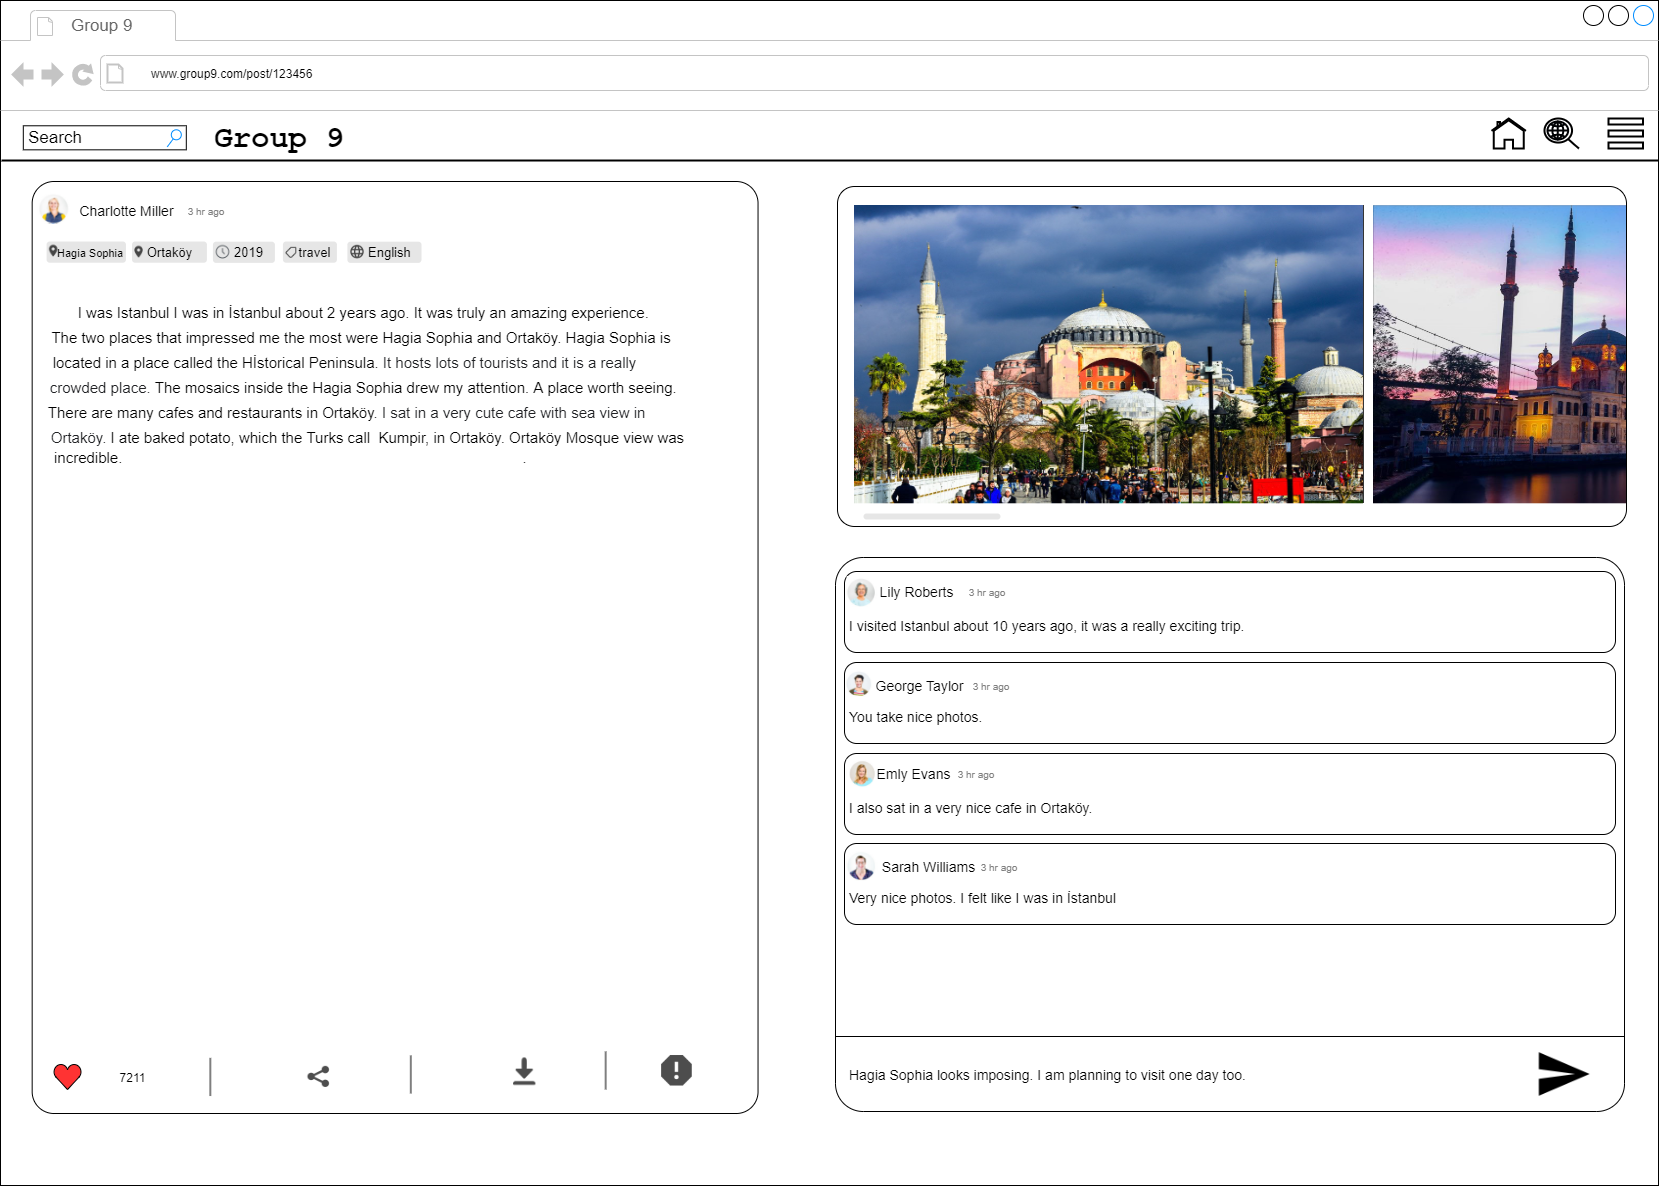 Group 9
www.group9.com/post/123456
Search
Group 9
Charlotte Miller 3 hr ago
Hagia Sophia Ortaköy 2019 travel English
I was Istanbul I was in İstanbul about 2 years ago. It was truly an amazing experience.
The two places that impressed me the most were Hagia Sophia and Ortaköy. Hagia Sophia is
located in a place called the Hİstorical Peninsula. It hosts lots of tourists and it is a really
crowded place. The mosaics inside the Hagia Sophia drew my attention. A place worth seeing.
There are many cafes and restaurants in Ortaköy. I sat in a very cute cafe with sea view in
Ortaköy. I ate baked potato, which the Turks call Kumpir, in Ortaköy. Ortaköy Mosque view was
incredible. .
7211
Lily Roberts 3 hr ago
I visited Istanbul about 10 years ago, it was a really exciting trip.
George Taylor 3 hr ago
You take nice photos.
Emly Evans 3 hr ago
I also sat in a very nice cafe in Ortaköy.
Sarah Williams 3 hr ago
Very nice photos. I felt like I was in İstanbul
Hagia Sophia looks imposing. I am planning to visit one day too.